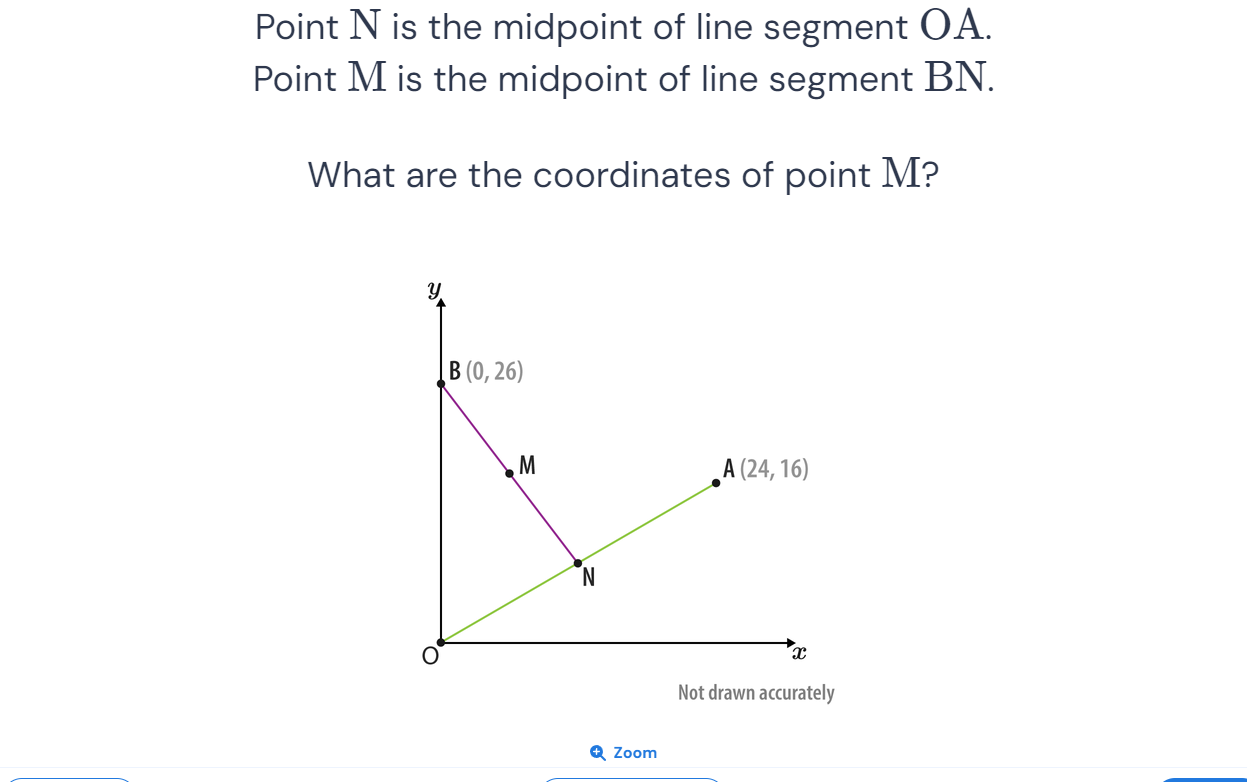 Point N is the midpoint of line segment OA.
Point M is the midpoint of line segment BN.
What are the coordinates of point M?
y
B (0, 26)
M
A (24, 16)
N
O
x
Not drawn accurately
Zoom